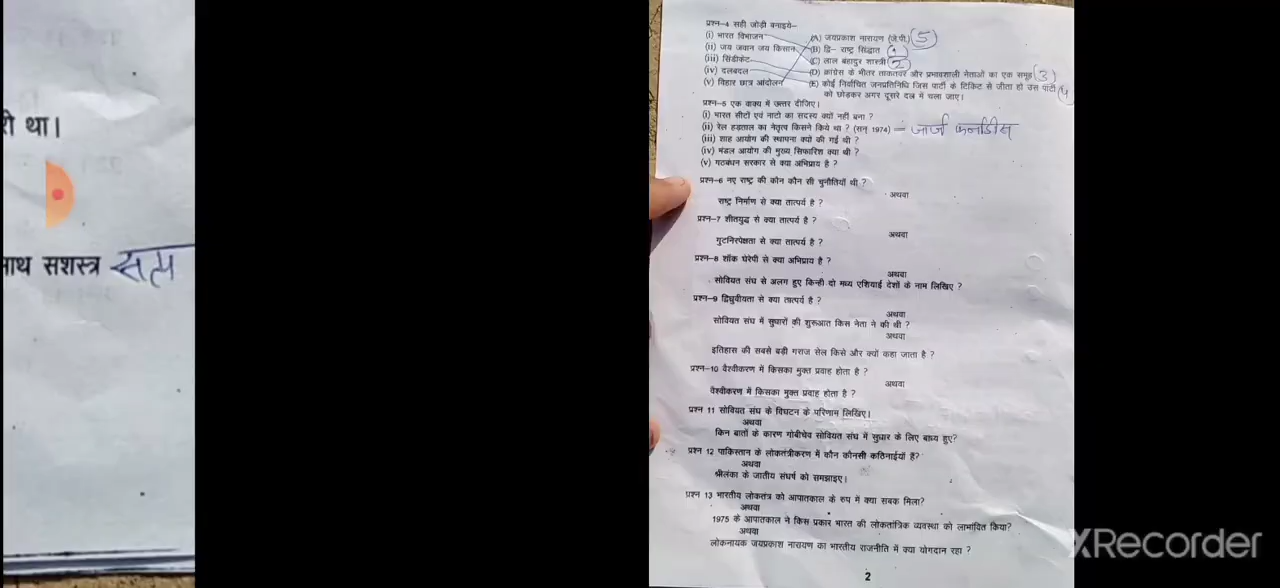 री था।
नाथ सशस्त्र सत्य
प्रश्न-4 सही जोड़ी बनाइये-
(i) भारत विभाजन (A) जयप्रकाश नारायण (जे.पी.) (5)
(ii) जय जवान जय किसान (B) द्वि- राष्ट्र सिद्धांत (1)
(iii) सिंडीकेट (C) लाल बहादुर शास्त्री (2)
(iv) दलबदल (D) कांग्रेस के भीतर ताकतवर और प्रभावशाली नेताओं का एक समूह (3)
(v) बिहार छात्र आंदोलन (E) कोई निर्वाचित जनप्रतिनिधि जिस पार्टी के टिकिट से जीता हो उस पार्टी (4)
को छोड़कर अगर दूसरे दल में चला जाए।
प्रश्न-5 एक वाक्य में उत्तर दीजिए।
(i) भारत सीटों एवं नाटो का सदस्य क्यों नहीं बना ?
(ii) रेल हड़ताल का नेतृत्व किसने किये था ? (सन् 1974) – जार्ज फर्नांडीस
(iii) शाह आयोग की स्थापना क्यों की गई थी ?
(iv) मंडल आयोग की मुख्य सिफारिश क्या थी ?
(v) गठबंधन सरकार से क्या अभिप्राय है ?
प्रश्न-6 नए राष्ट्र की कौन कौन सी चुनौतियाँ थी ?
अथवा
राष्ट्र निर्माण से क्या तात्पर्य है ?
प्रश्न-7 शीतयुद्ध से क्या तात्पर्य है ?
अथवा
गुटनिरपेक्षता से क्या तात्पर्य है ?
प्रश्न-8 शॉक थेरेपी से क्या अभिप्राय है ?
अथवा
सोवियत संघ से अलग हुए किन्ही दो मध्य एशियाई देशों के नाम लिखिए ?
प्रश्न-9 द्विध्रुवीयता से क्या तात्पर्य है ?
अथवा
सोवियत संघ में सुधारों की शुरूआत किस नेता ने की थी ?
अथवा
इतिहास की सबसे बड़ी गराज सेल किसे और क्यों कहा जाता है ?
प्रश्न-10 वैश्वीकरण में किसका मुक्त प्रवाह होता है ?
अथवा
वैश्वीकरण में किसका मुक्त प्रवाह होता है ?
प्रश्न 11 सोवियत संघ के विघटन के परिणाम लिखिए।
अथवा
किन बातों के कारण गोर्बाचेव सोवियत संघ में सुधार के लिए बाध्य हुए?
प्रश्न 12 पाकिस्तान के लोकतंत्रीकरण में कौन कौनसी कठिनाईयाँ हैं?
अथवा
श्रीलंका के जातीय संघर्ष को समझाइए।
प्रश्न 13 भारतीय लोकतंत्र को आपातकाल के रुप में क्या सबक मिला?
अथवा
1975 के आपातकाल ने किस प्रकार भारत की लोकतांत्रिक व्यवस्था को लाभांवित किया?
अथवा
लोकनायक जयप्रकाश नारायण का भारतीय राजनीति में क्या योगदान रहा ?
2
XRecorder